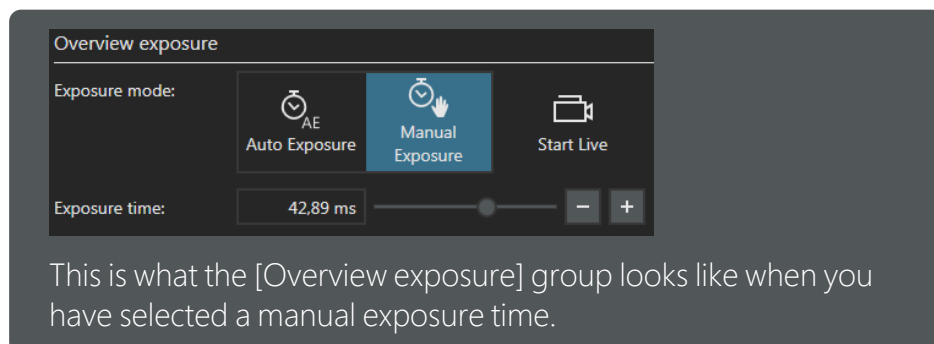 Overview exposure
Exposure mode:
AE
Auto Exposure
Manual
Exposure
Start Live
Exposure time:
42,89 ms
− +
This is what the [Overview exposure] group looks like when you
have selected a manual exposure time.